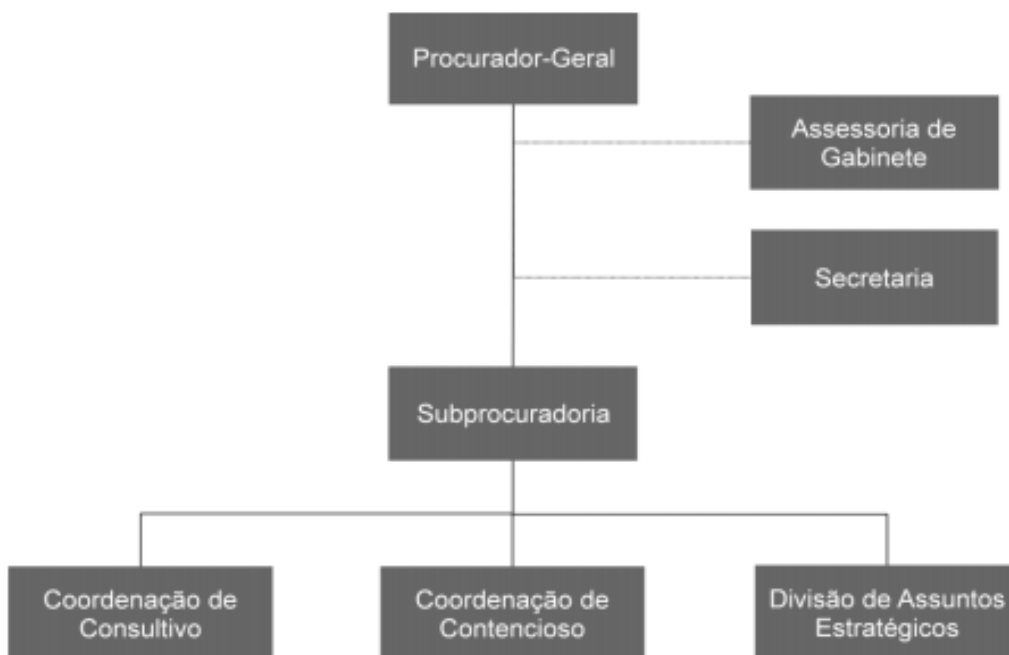 Procurador-Geral
Assessoria de
Gabinete
Secretaria
Subprocuradoria
Coordenação de
Consultivo
Coordenação de
Contencioso
Divisão de Assuntos
Estratégicos